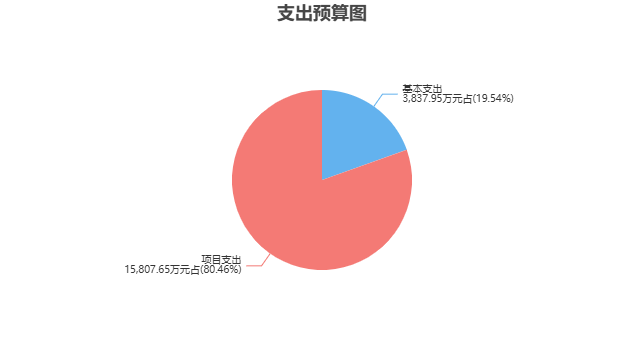 支出预算图
基本支出
3,837.95万元占(19.54%)
项目支出
15,807.65万元占(80.46%)